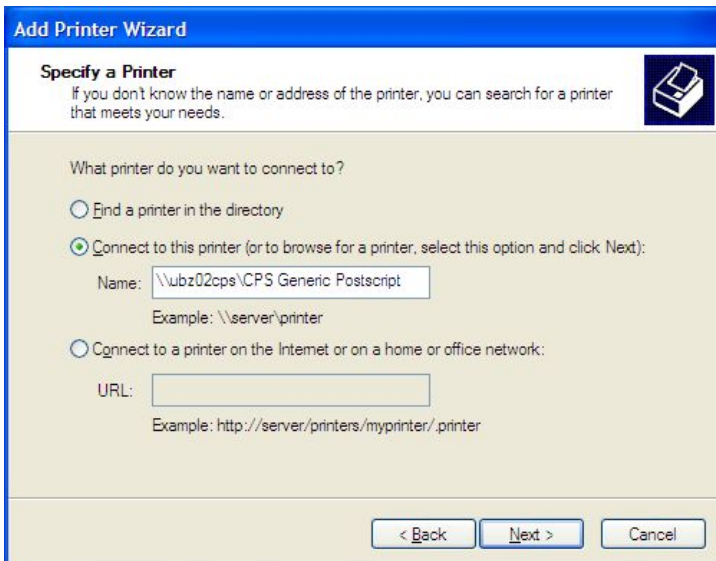 Add Printer Wizard
Specify a Printer
If you don't know the name or address of the printer, you can search for a printer
that meets your needs.
What printer do you want to connect to?
Find a printer in the directory
Connect to this printer (or to browse for a printer, select this option and click Next):
Name: \\ubz02cps\CPS Generic Postscript
Example: \\server\printer
Connect to a printer on the Internet or on a home or office network:
URL:
Example: http://server/printers/myprinter/.printer
< Back Next > Cancel